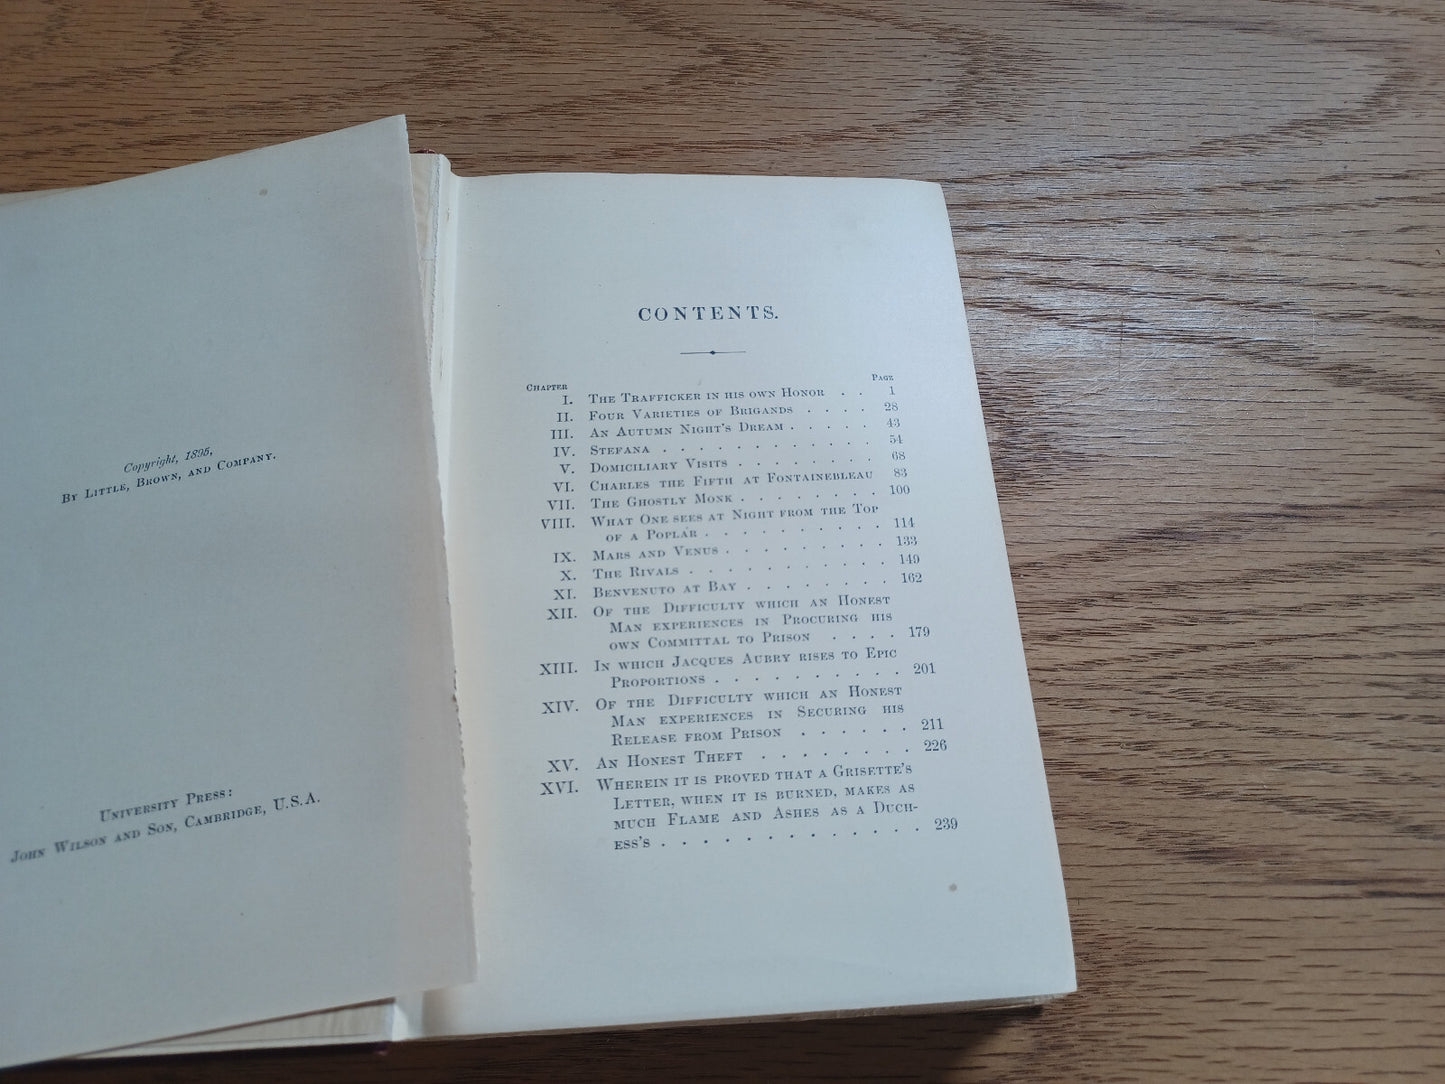 Copyright, 1895,
By Little, Brown, and Company.
University Press:
John Wilson and Son, Cambridge, U.S.A.
CONTENTS.
Chapter Page
I. The Trafficker in his own Honor . . 1
II. Four Varieties of Brigands . . . . 28
III. An Autumn Night's Dream . . . . . 43
IV. Stefana . . . . . . . . . . . . 54
V. Domiciliary Visits . . . . . . . . 68
VI. Charles the Fifth at Fontainebleau 83
VII. The Ghostly Monk . . . . . . . . 100
VIII. What One sees at Night from the Top
of a Poplar . . . . . . . . . . 114
IX. Mars and Venus . . . . . . . . . 133
X. The Rivals . . . . . . . . . . . 149
XI. Benvenuto at Bay . . . . . . . . 162
XII. Of the Difficulty which an Honest
Man experiences in Procuring his
own Committal to Prison . . . . 179
XIII. In which Jacques Aubry rises to Epic
Proportions . . . . . . . . . . 201
XIV. Of the Difficulty which an Honest
Man experiences in Securing his
Release from Prison . . . . . . 211
XV. An Honest Theft . . . . . . . . 226
XVI. Wherein it is proved that a Grisette's
Letter, when it is burned, makes as
much Flame and Ashes as a Duch-
ess's . . . . . . . . . . . . . 239